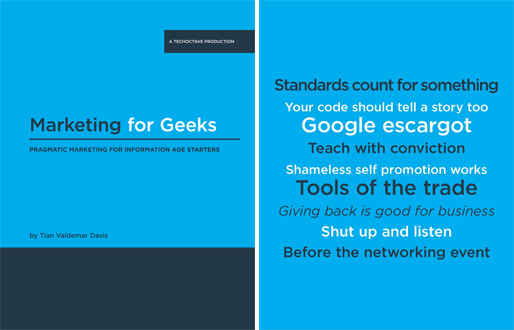 A TECHOCTAVE PRODUCTION
Marketing for Geeks
PRAGMATIC MARKETING FOR INFORMATION AGE STARTERS
by Tian Valdemar Davis
Standards count for something
Your code should tell a story too
Google escargot
Teach with conviction
Shameless self promotion works
Tools of the trade
Giving back is good for business
Shut up and listen
Before the networking event